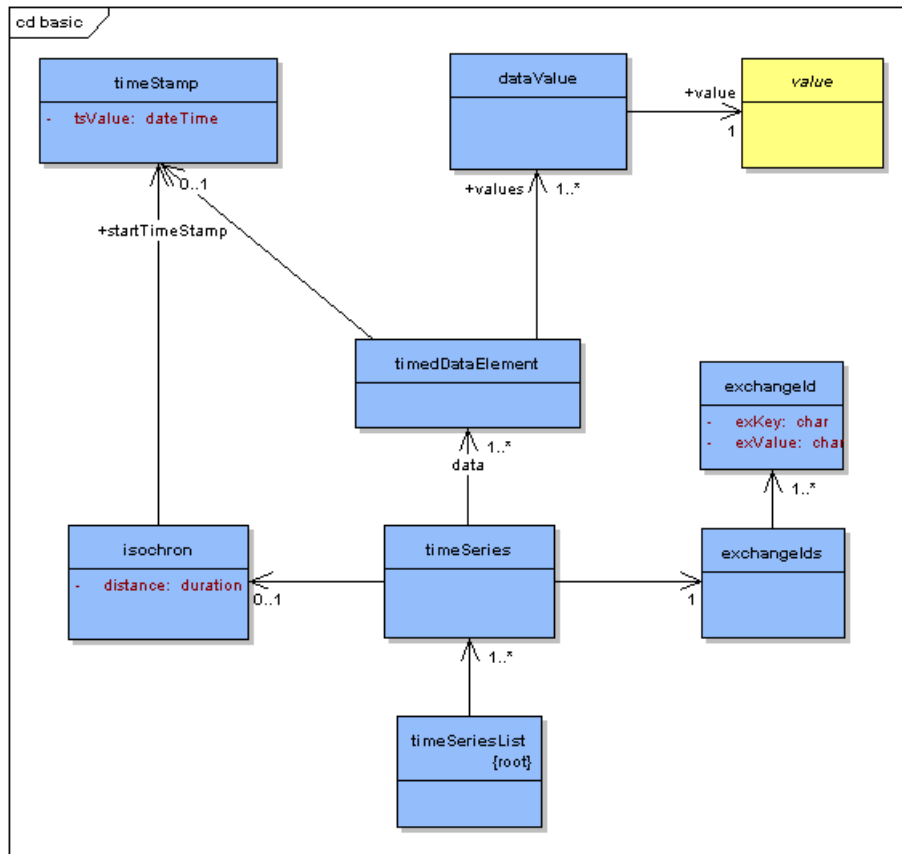 cd basic
timeStamp
- tsValue: dateTime
dataValue
value
+value
1
0..1
+values
1..*
+startTimeStamp
timedDataElement
exchangeId
- exKey: char
- exValue: char
1..*
data
1..*
isochron
- distance: duration
timeSeries
exchangeIds
0..1
1
1..*
timeSeriesList
{root}